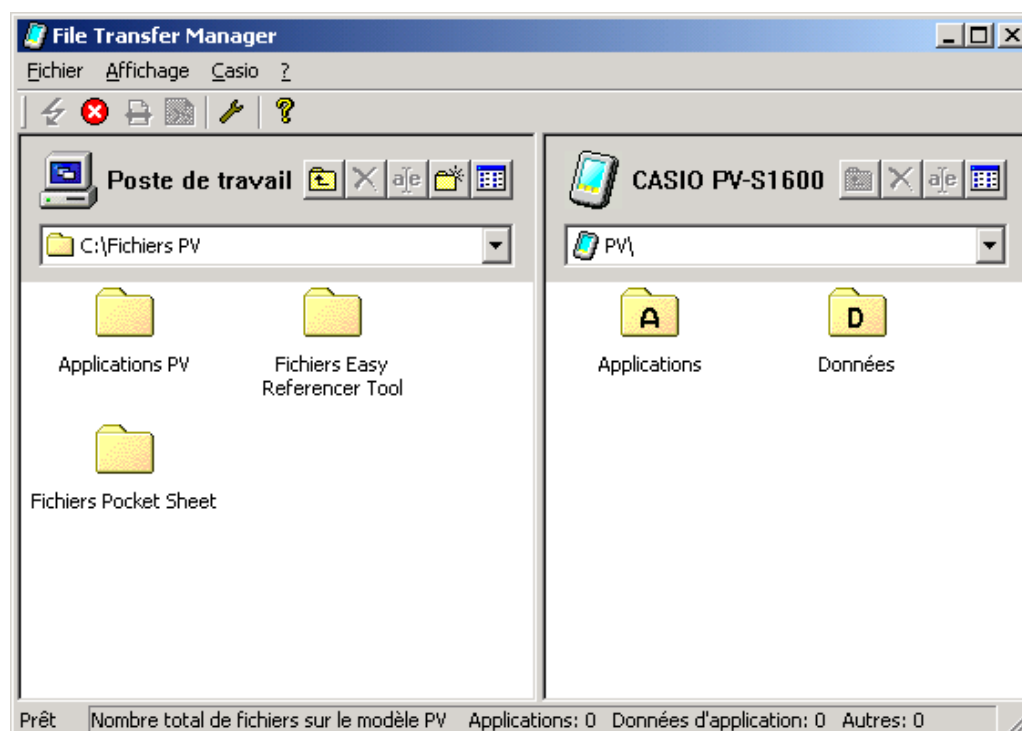 File Transfer Manager
Fichier Affichage Casio ?
Poste de travail
a|e
C:\Fichiers PV
Applications PV
Fichiers Easy
Referencer Tool
Fichiers Pocket Sheet
CASIO PV-S1600
a|e
PV\
A
D
Applications
Données
Prêt
Nombre total de fichiers sur le modèle PV Applications: 0 Données d'application: 0 Autres: 0